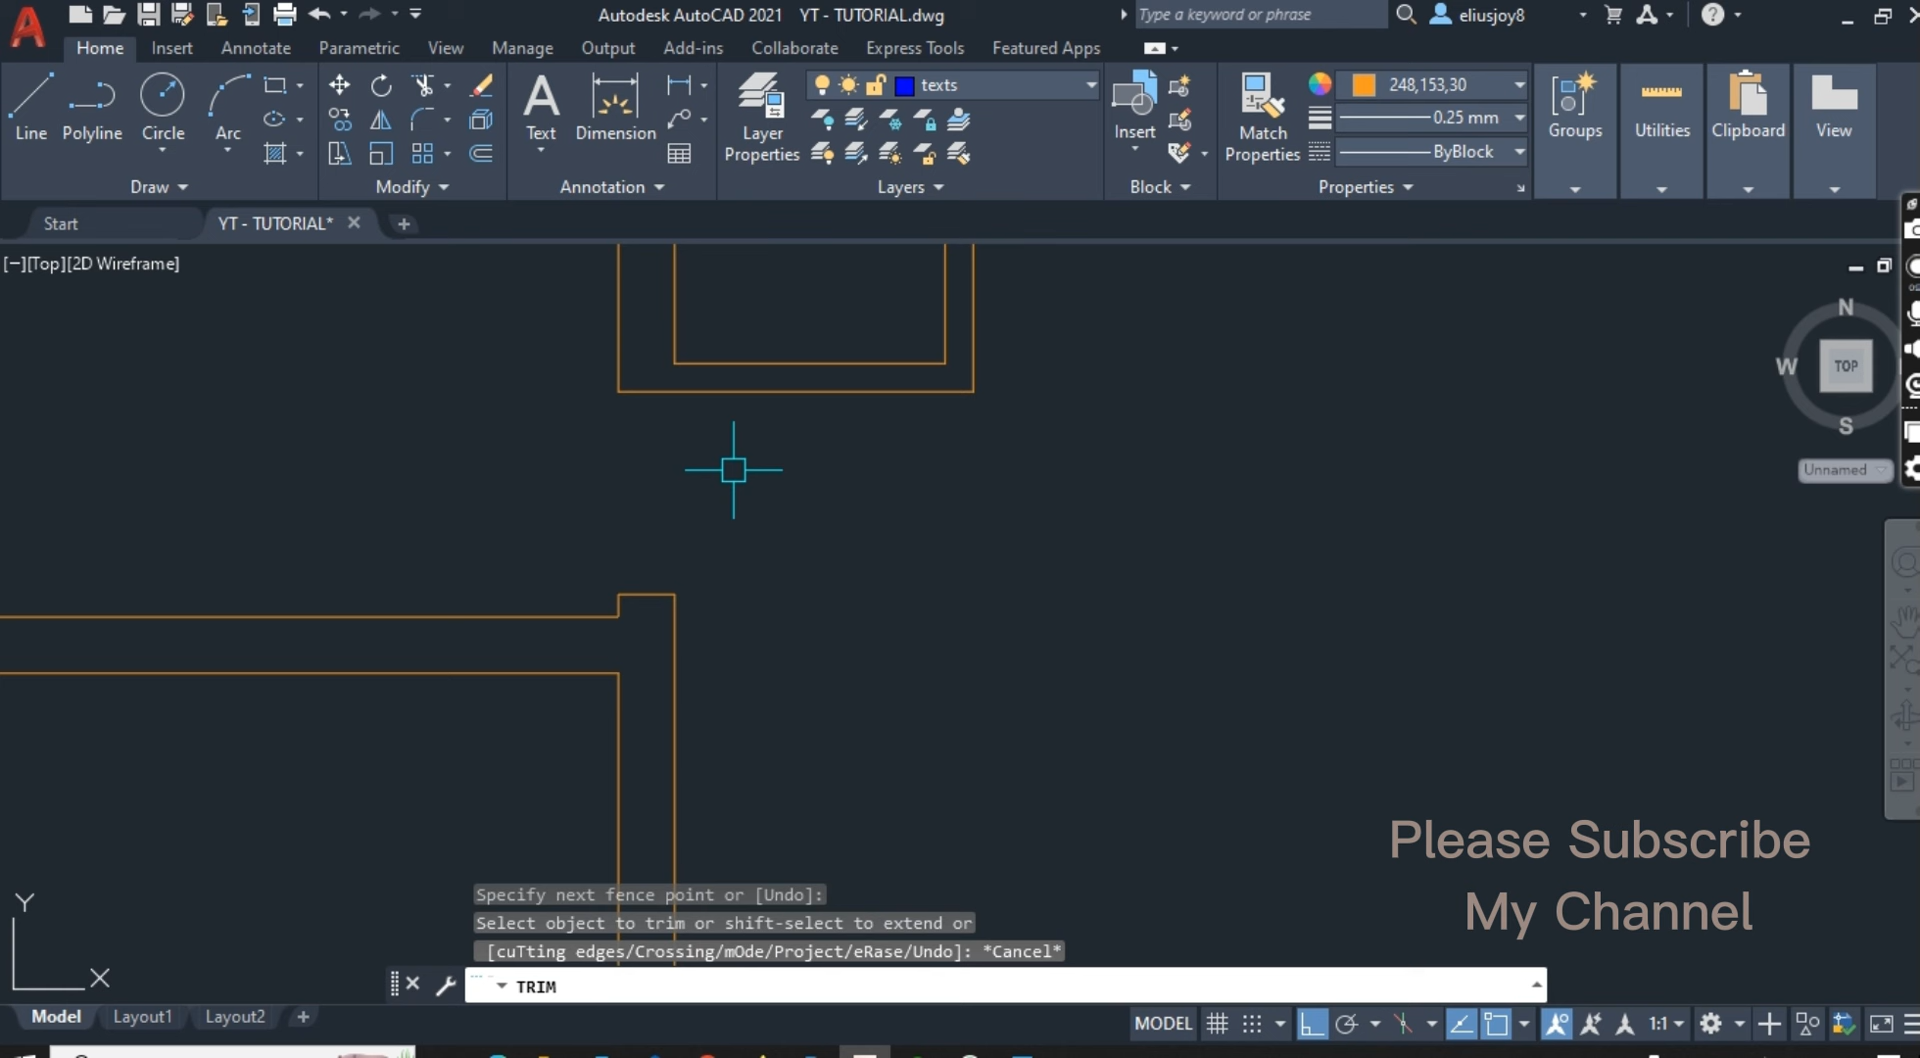 Autodesk AutoCAD 2021 YT - TUTORIAL.dwg
Type a keyword or phrase
eliusjoy8
Home Insert Annotate Parametric View Manage Output Add-ins Collaborate Express Tools Featured Apps
texts
248,153,30
0.25 mm
ByBlock
Line Polyline Circle Arc
Text Dimension
Layer Properties
Insert
Match Properties
Groups Utilities Clipboard View
Draw Modify Annotation Layers Block Properties
Start YT - TUTORIAL*
[−][Top][2D Wireframe]
N
W TOP
S
Unnamed
Please Subscribe
My Channel
Y
X
Specify next fence point or [Undo]:
Select object to trim or shift-select to extend or
[cuTting edges/Crossing/mOde/Project/eRase/Undo]: *Cancel*
TRIM
Model Layout1 Layout2
MODEL 1:1